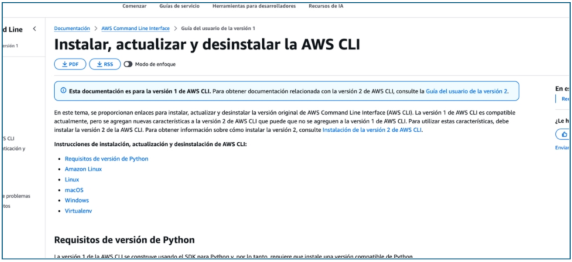 Comenzar Guías de servicio Herramientas para desarrolladores Recursos de IA
d Line
Documentación > AWS Command Line Interface > Guía del usuario de la versión 1
ersión 1
Instalar, actualizar y desinstalar la AWS CLI
PDF RSS Modo de enfoque
Esta documentación es para la versión 1 de AWS CLI. Para obtener documentación relacionada con la versión 2 de AWS CLI, consulte la Guía del usuario de la versión 2.
En es
Re
En este tema, se proporcionan enlaces para instalar, actualizar y desinstalar la versión original de AWS Command Line Interface (AWS CLI). La versión 1 de AWS CLI es compatible
actualmente, pero se agregan nuevas características a la versión 2 de AWS CLI que puede que no se agreguen a la versión 1 de AWS CLI. Para utilizar estas características, debe
instalar la versión 2 de la AWS CLI. Para obtener información sobre cómo instalar la versión 2, consulte Instalación de la versión 2 de AWS CLI.
¿Le h
Instrucciones de instalación, actualización y desinstalación de AWS CLI:
S CLI
nticación y
Enviar
• Requisitos de versión de Python
• Amazon Linux
• Linux
• macOS
• Windows
• Virtualenv
e problemas
ntos
Requisitos de versión de Python
La versión 1 de la AWS CLI se construye usando el SDK para Python y, por lo tanto, requiere que instale una versión compatible de Python.